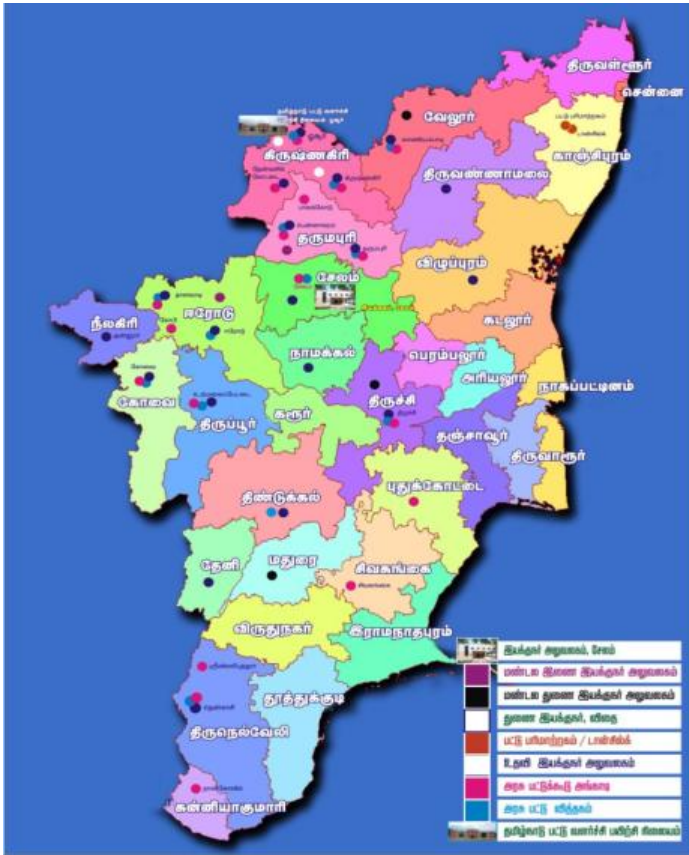 திருவள்ளூர்
சென்னை
வேலூர்
பட்டு பரிமாற்றகம்
டான்சில்க்
காஞ்சிபுரம்
கிருஷ்ணகிரி
திருவண்ணாமலை
தருமபுரி
விழுப்புரம்
சேலம்
நீலகிரி
ஈரோடு
கடலூர்
நாமக்கல்
பெரம்பலூர்
அரியலூர்
நாகப்பட்டினம்
கோவை
திருப்பூர்
கரூர்
திருச்சி
தஞ்சாவூர்
திருவாரூர்
புதுக்கோட்டை
திண்டுக்கல்
தேனி
மதுரை
சிவகங்கை
விருதுநகர்
இராமநாதபுரம்
தூத்துக்குடி
திருநெல்வேலி
கன்னியாகுமாரி
இயக்குநர் அலுவலகம், சேலம்
மண்டல இணை இயக்குநர் அலுவலகம்
மண்டல துணை இயக்குநர் அலுவலகம்
துணை இயக்குநர், விதை
பட்டு பரிமாற்றகம் / டான்சில்க்
உதவி இயக்குநர் அலுவலகம்
அரசு பட்டுக்கூடு அங்காடி
அரசு பட்டு வித்தகம்
தமிழ்நாடு பட்டு வளர்ச்சி பயிற்சி நிலையம்